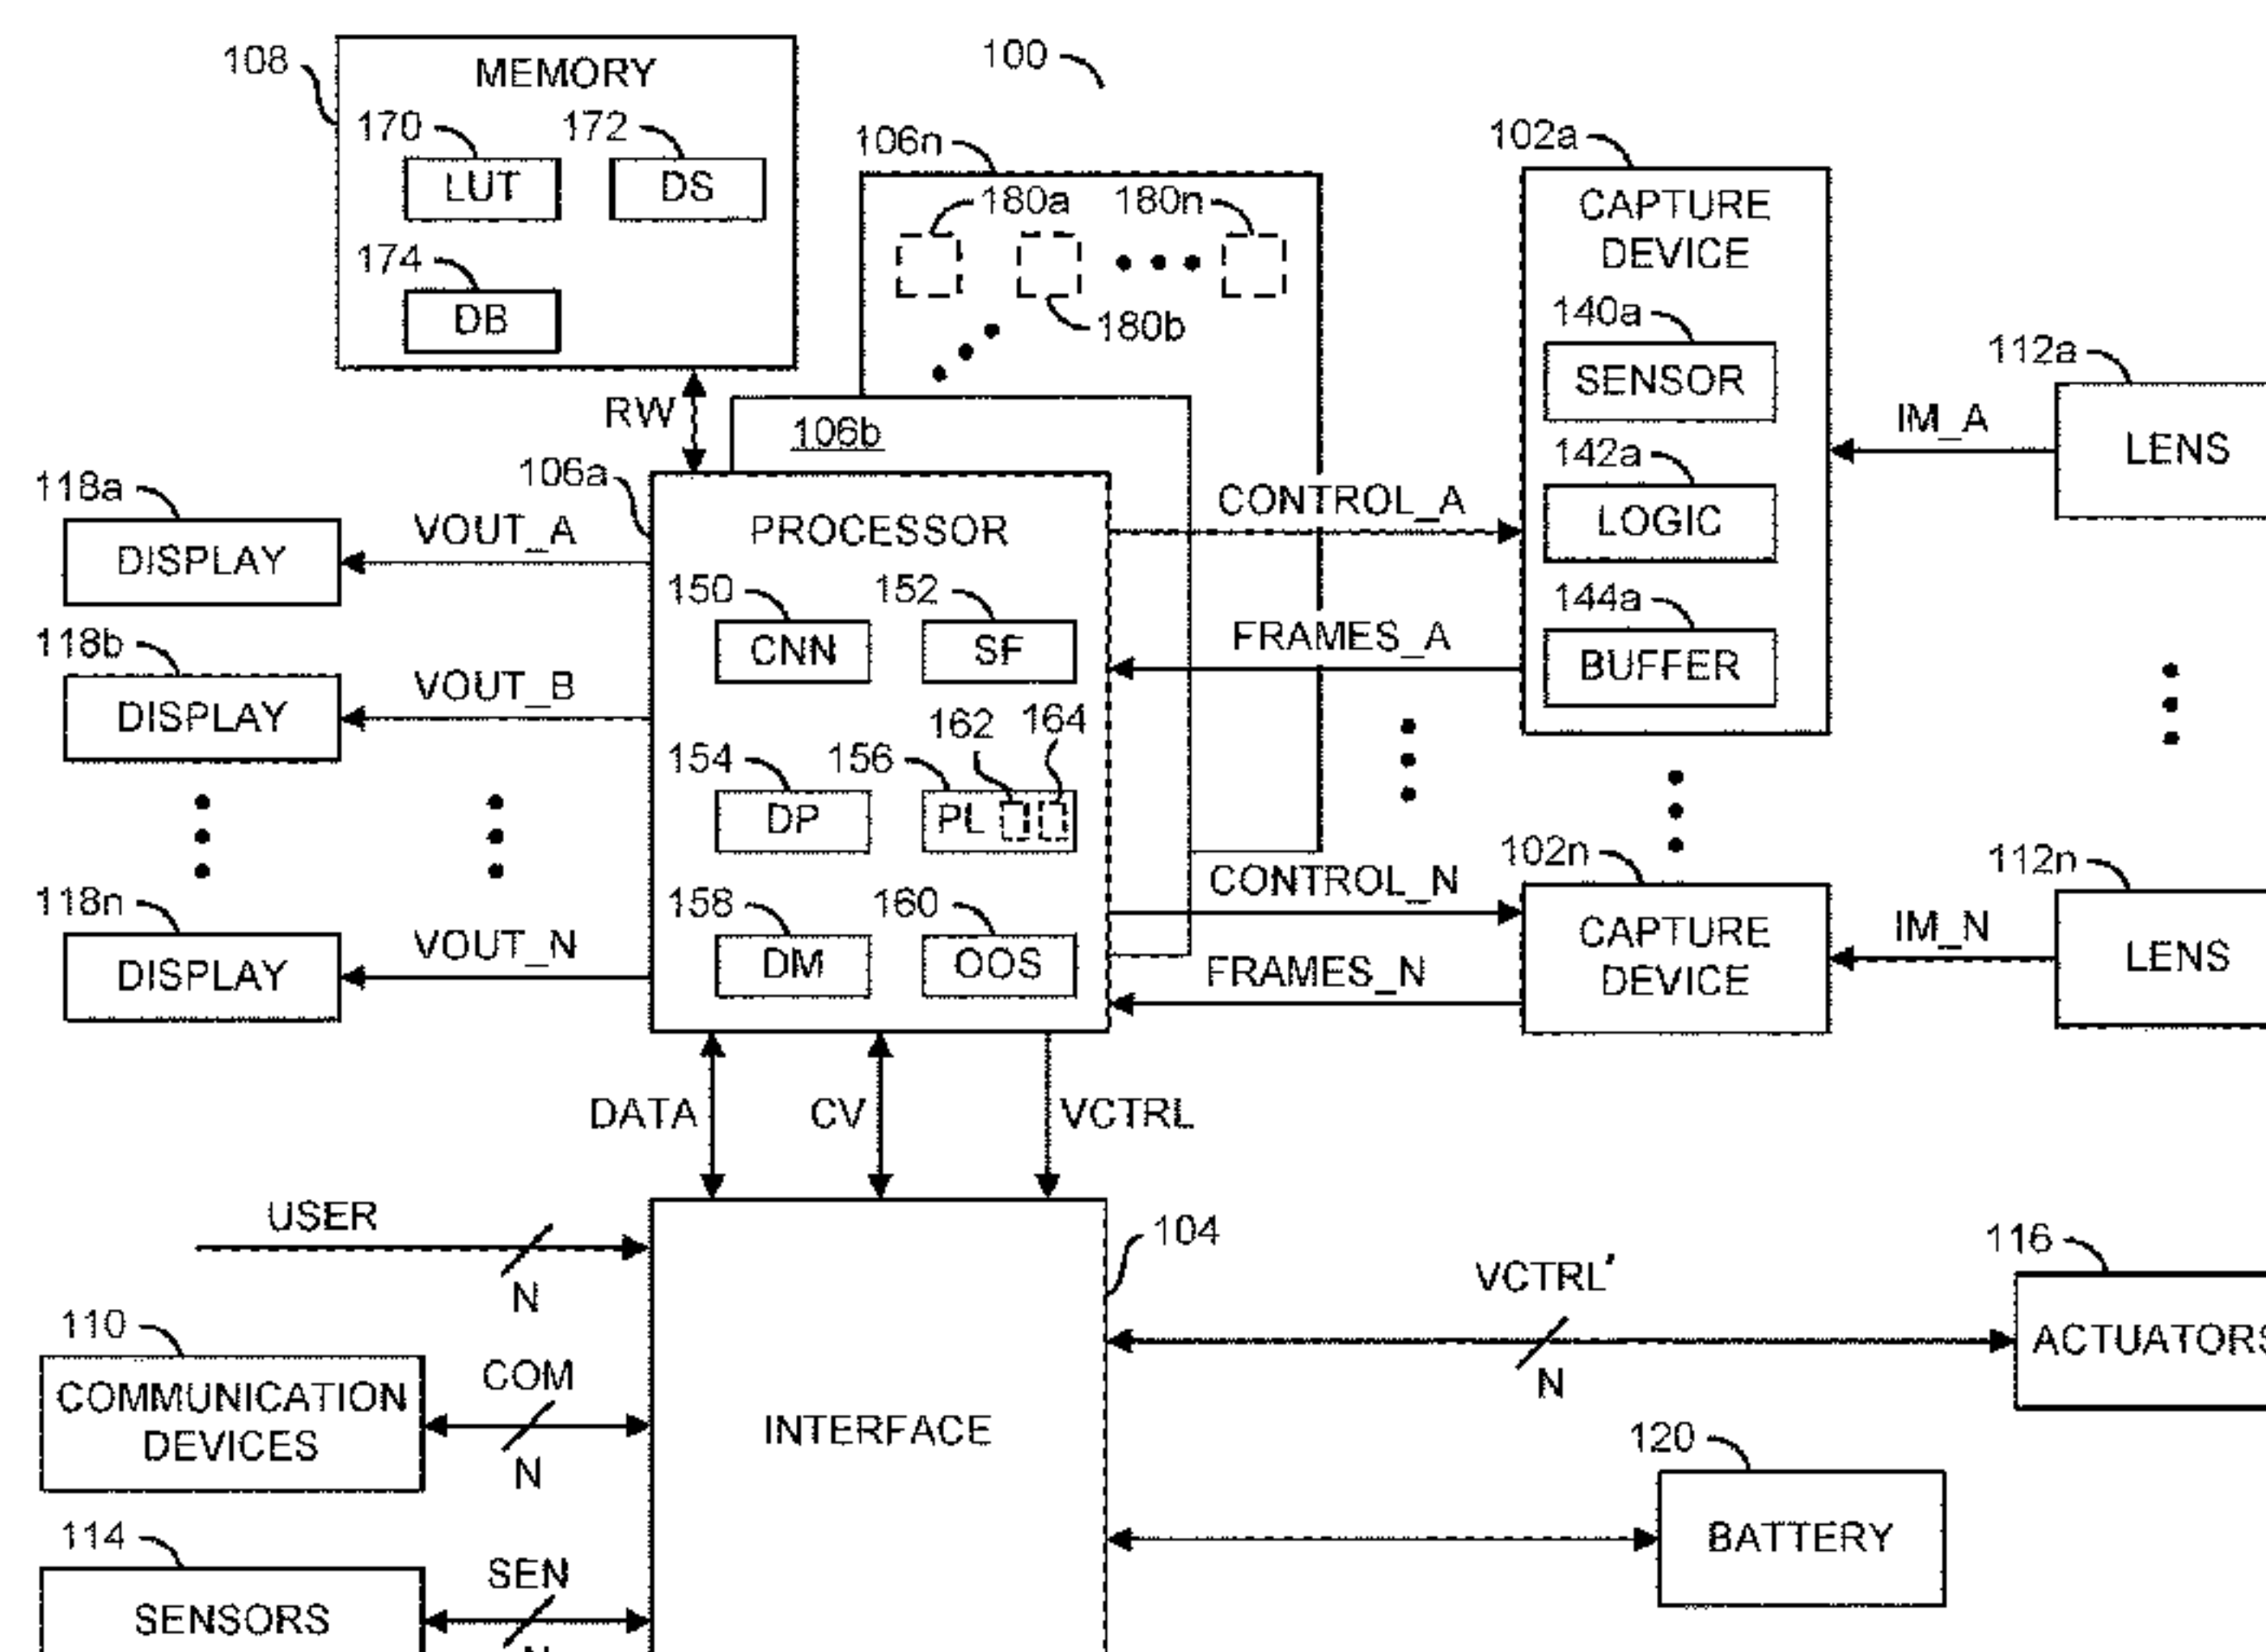 108
MEMORY
100
170
172
106n
102a
LUT
DS
180a
180n
CAPTURE
DEVICE
174
DB
180b
140a
SENSOR
112a
RW
106b
IM_A
LENS
142a
LOGIC
118a
106a
CONTROL_A
DISPLAY
VOUT_A
PROCESSOR
144a
BUFFER
150
152
CNN
SF
FRAMES_A
118b
DISPLAY
VOUT_B
162
164
154
156
DP
PL
102n
CONTROL_N
112n
118n
DISPLAY
VOUT_N
158
160
DM
OOS
CAPTURE
DEVICE
IM_N
LENS
FRAMES_N
DATA
CV
VCTRL
USER
N
104
116
VCTRL'
N
ACTUATORS
110
COMMUNICATION
DEVICES
COM
N
INTERFACE
120
BATTERY
114
SENSORS
SEN
N